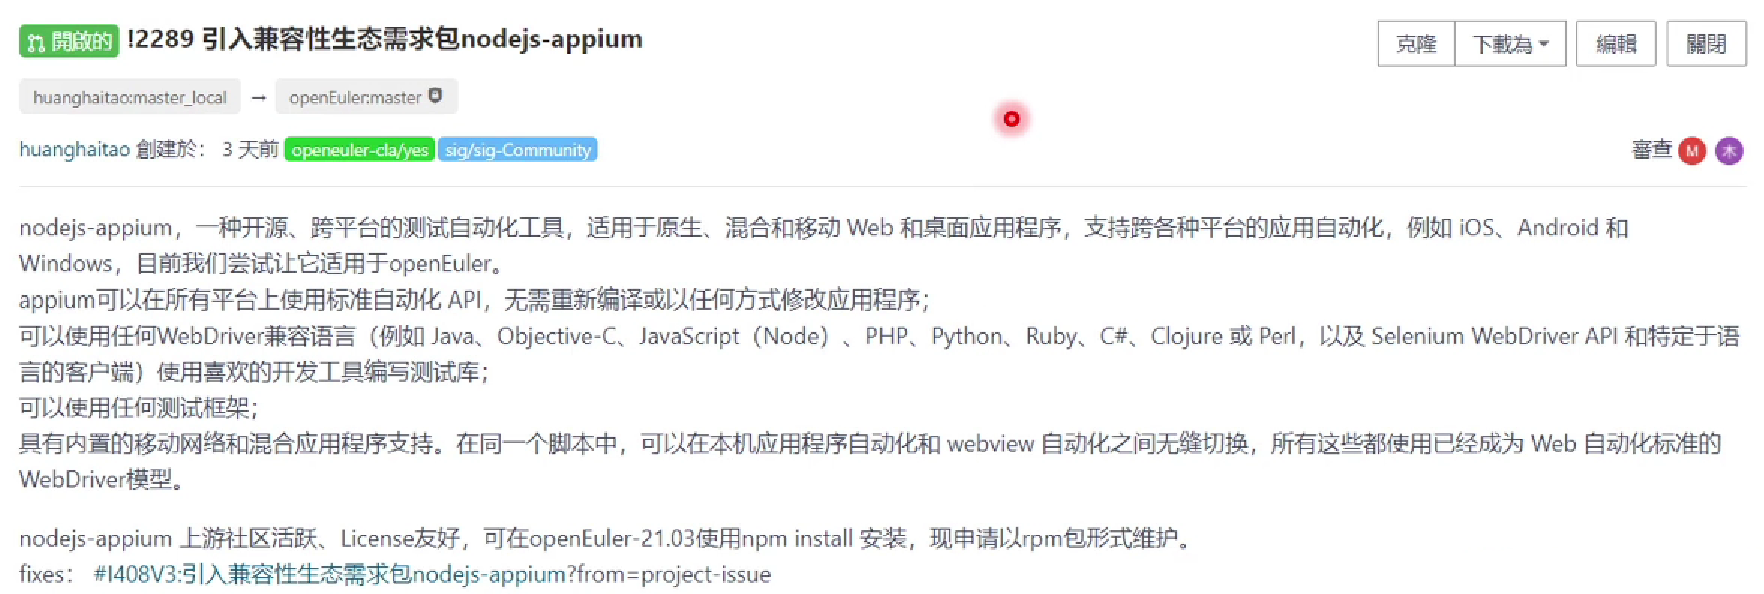 開啟的 !2289 引入兼容性生态需求包nodejs-appium
克隆 下載為 編輯 關閉
huanghaitao:master_local → openEuler:master
huanghaitao 創建於： 3 天前 openeuler-cla/yes sig/sig-Community
審查 M 木
nodejs-appium，一种开源、跨平台的测试自动化工具，适用于原生、混合和移动 Web 和桌面应用程序，支持跨各种平台的应用自动化，例如 iOS、Android 和
Windows，目前我们尝试让它适用于openEuler。
appium可以在所有平台上使用标准自动化 API，无需重新编译或以任何方式修改应用程序；
可以使用任何WebDriver兼容语言（例如 Java、Objective-C、JavaScript（Node）、PHP、Python、Ruby、C#、Clojure 或 Perl，以及 Selenium WebDriver API 和特定于语
言的客户端）使用喜欢的开发工具编写测试库；
可以使用任何测试框架；
具有内置的移动网络和混合应用程序支持。在同一个脚本中，可以在本机应用程序自动化和 webview 自动化之间无缝切换，所有这些都使用已经成为 Web 自动化标准的
WebDriver模型。
nodejs-appium 上游社区活跃、License友好，可在openEuler-21.03使用npm install 安装，现申请以rpm包形式维护。
fixes： #I408V3:引入兼容性生态需求包nodejs-appium?from=project-issue